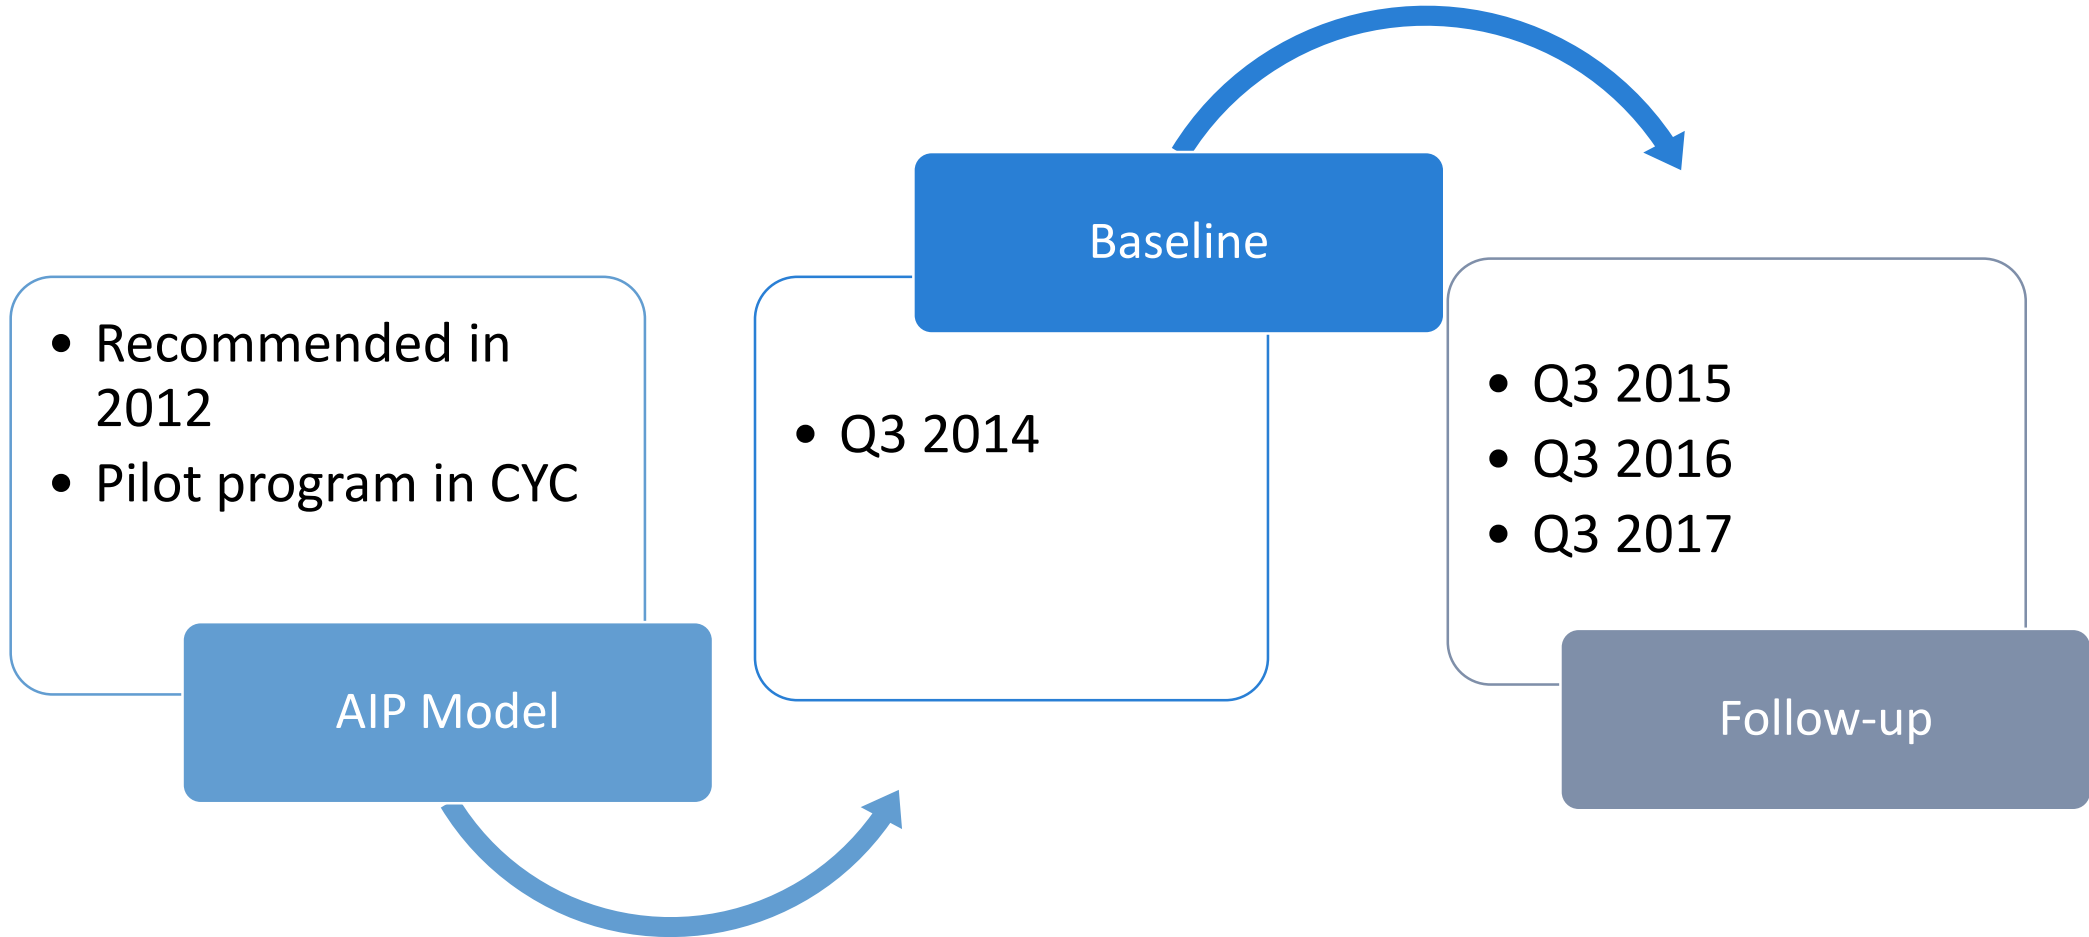 • Recommended in
2012
• Pilot program in CYC
AIP Model
Baseline
• Q3 2014
• Q3 2015
• Q3 2016
• Q3 2017
Follow-up